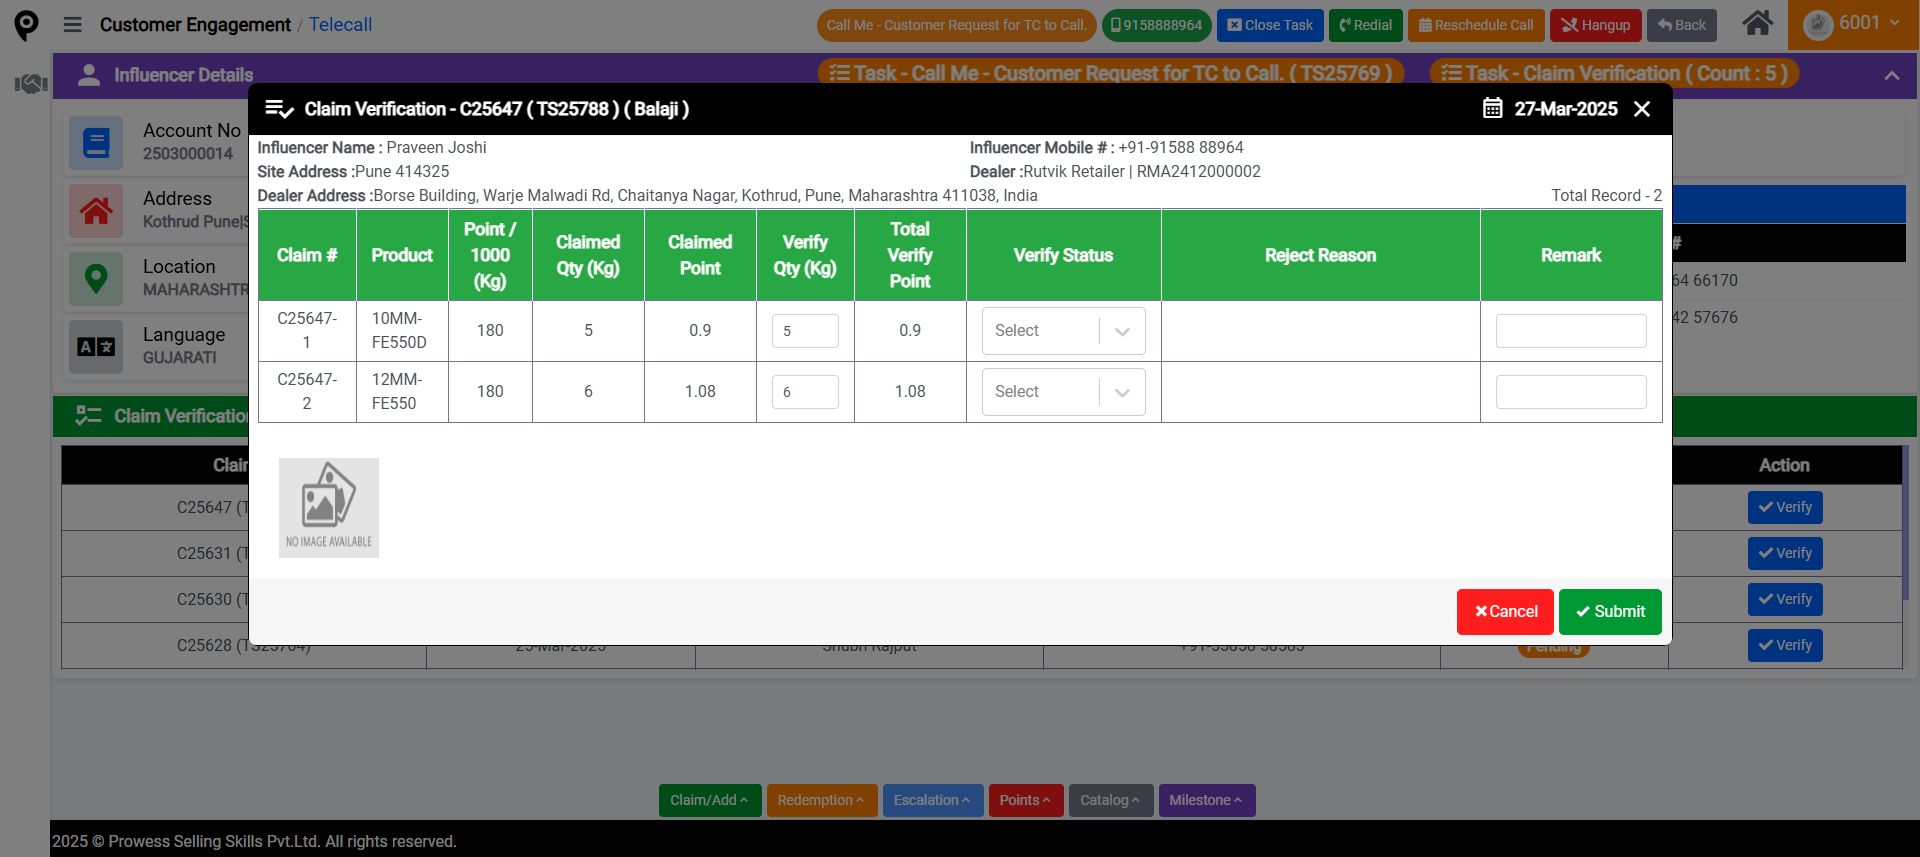 Customer Engagement / Telecall
Call Me - Customer Request for TC to Call.
9158888964
Close Task
Redial
Reschedule Call
Hangup
Back
6001
Influencer Details
Task - Call Me - Customer Request for TC to Call. ( TS25769 )
Task - Claim Verification ( Count : 5 )
Account No
2503000014
Address
Kothrud Pune|
Location
MAHARASHTR
Language
GUJARATI
#
64 66170
42 57676
Claim Verification - C25647 ( TS25788 ) ( Balaji )
27-Mar-2025
Influencer Name : Praveen Joshi
Influencer Mobile # : +91-91588 88964
Site Address :Pune 414325
Dealer :Rutvik Retailer | RMA2412000002
Dealer Address :Borse Building, Warje Malwadi Rd, Chaitanya Nagar, Kothrud, Pune, Maharashtra 411038, India
Total Record - 2
Claim # Product Point / 1000 (Kg) Claimed Qty (Kg) Claimed Point Verify Qty (Kg) Total Verify Point Verify Status Reject Reason Remark
C25647-1 10MM-FE550D 180 5 0.9 5 0.9 Select
C25647-2 12MM-FE550 180 6 1.08 6 1.08 Select
NO IMAGE AVAILABLE
Cancel
Submit
Claim Verificatio
Clai
Action
C25647 (T
Verify
C25631 (T
Verify
C25630 (T
Verify
C25628 (TS25704) 25-Mar-2025 Shubh Rajput Pending
Verify
Claim/Add
Redemption
Escalation
Points
Catalog
Milestone
2025 © Prowess Selling Skills Pvt.Ltd. All rights reserved.